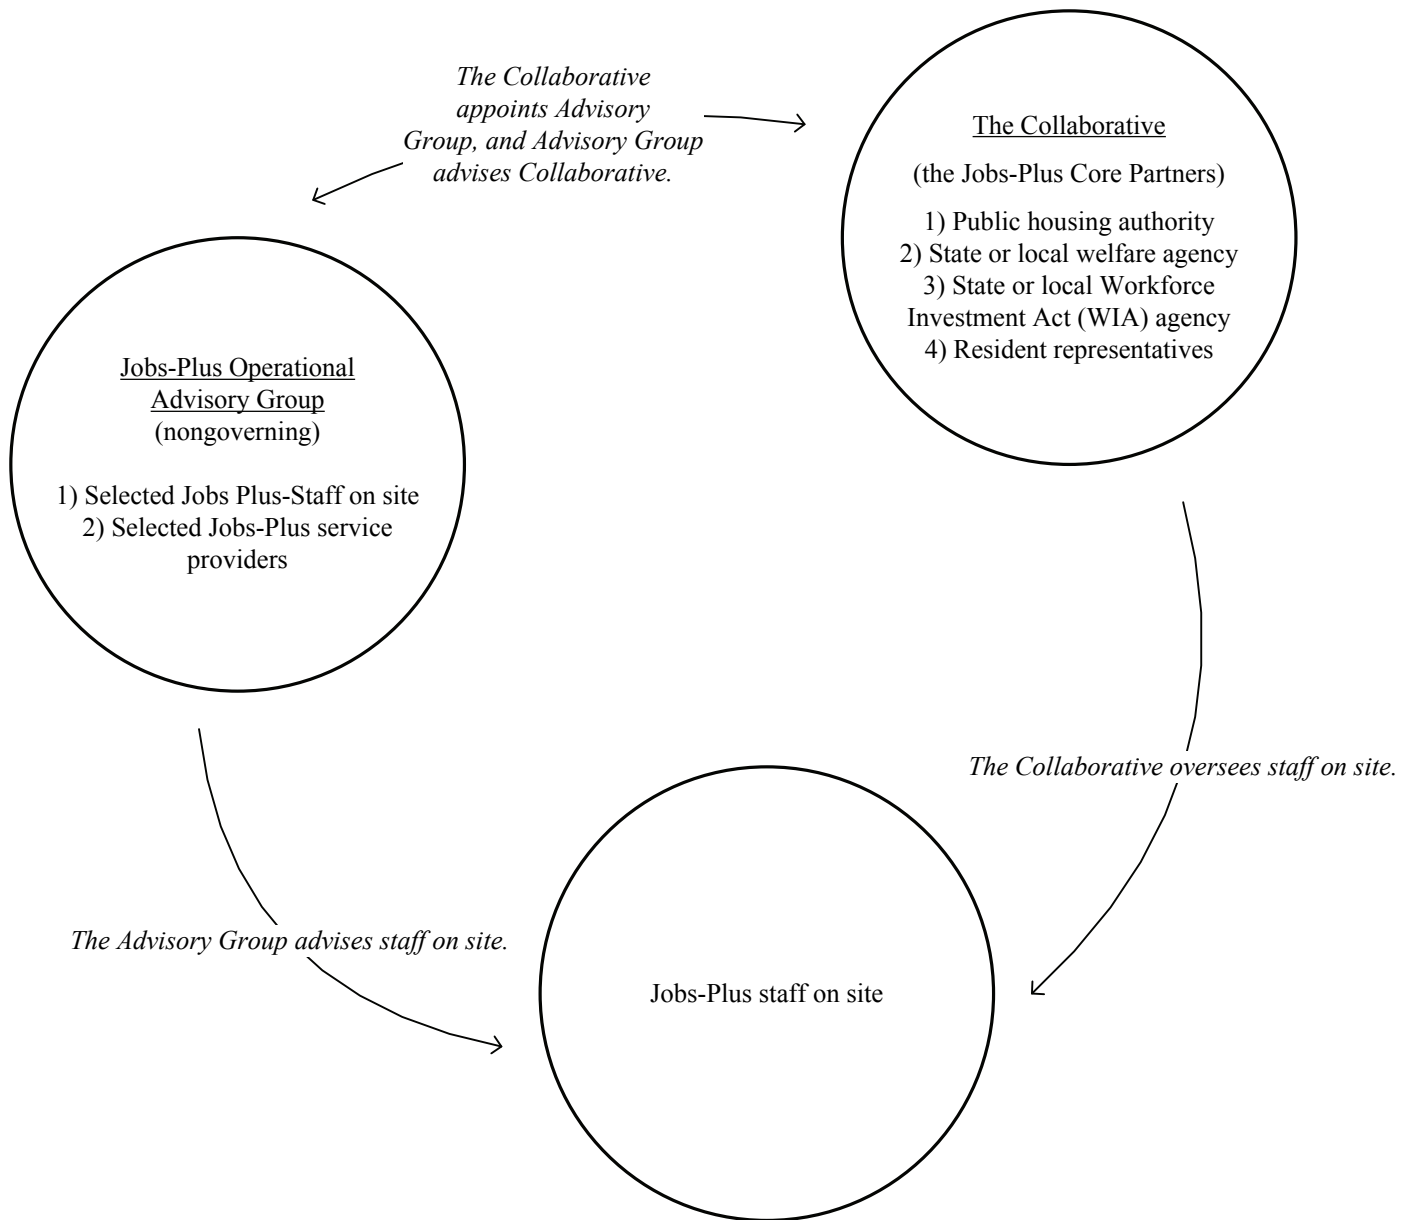 The Collaborative
appoints Advisory
Group, and Advisory Group
advises Collaborative.
The Collaborative
(the Jobs-Plus Core Partners)
1) Public housing authority
2) State or local welfare agency
3) State or local Workforce
Investment Act (WIA) agency
4) Resident representatives
Jobs-Plus Operational
Advisory Group
(nongoverning)
1) Selected Jobs Plus-Staff on site
2) Selected Jobs-Plus service
providers
The Collaborative oversees staff on site.
The Advisory Group advises staff on site.
Jobs-Plus staff on site